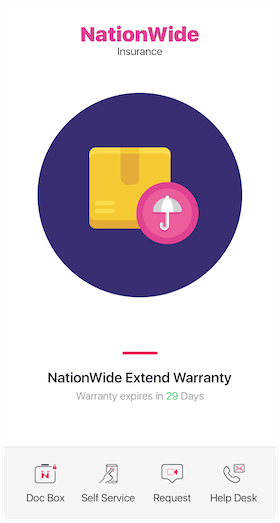 NationWide
Insurance
NationWide Extend Warranty
Warranty expires in 29 Days
Doc Box Self Service Request Help Desk